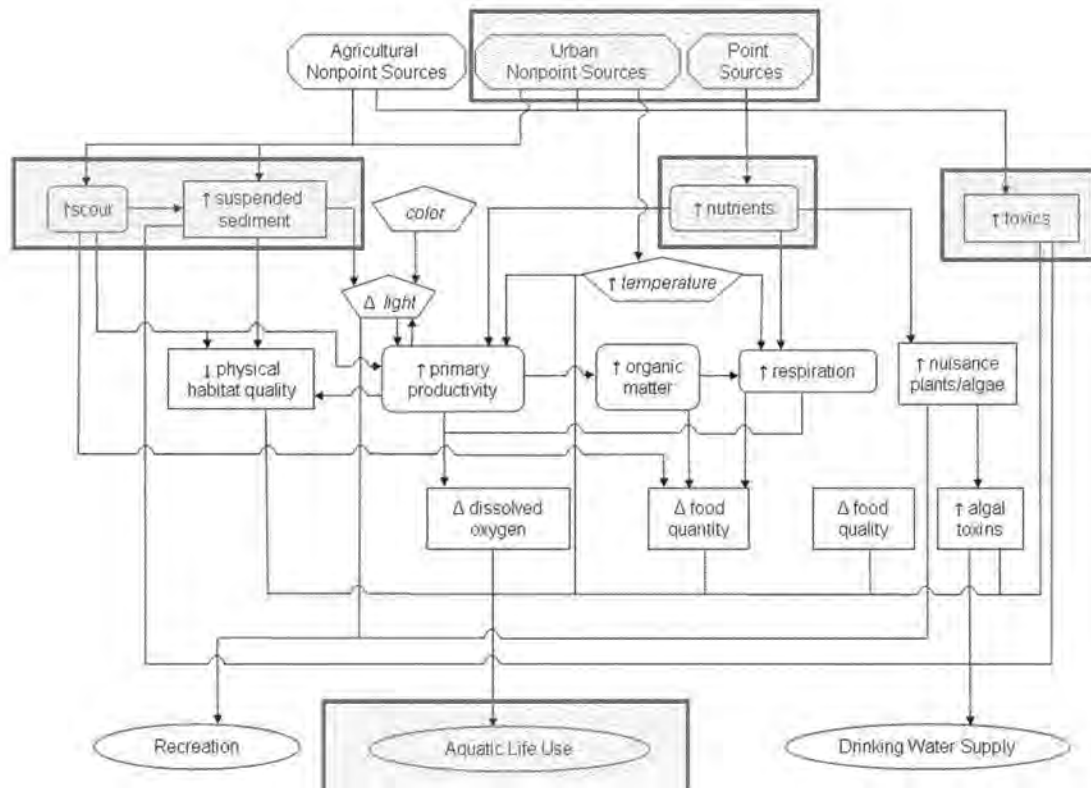 Agricultural
Nonpoint Sources
Urban
Nonpoint Sources
Point
Sources
↑scour
↑ suspended
sediment
color
↑ nutrients
↑ toxics
Δ light
↑ temperature
↓ physical
habitat quality
↑ primary
productivity
↑ organic
matter
↑ respiration
↑ nuisance
plants/algae
Δ dissolved
oxygen
Δ food
quantity
Δ food
quality
↑ algal
toxins
Recreation
Aquatic Life Use
Drinking Water Supply